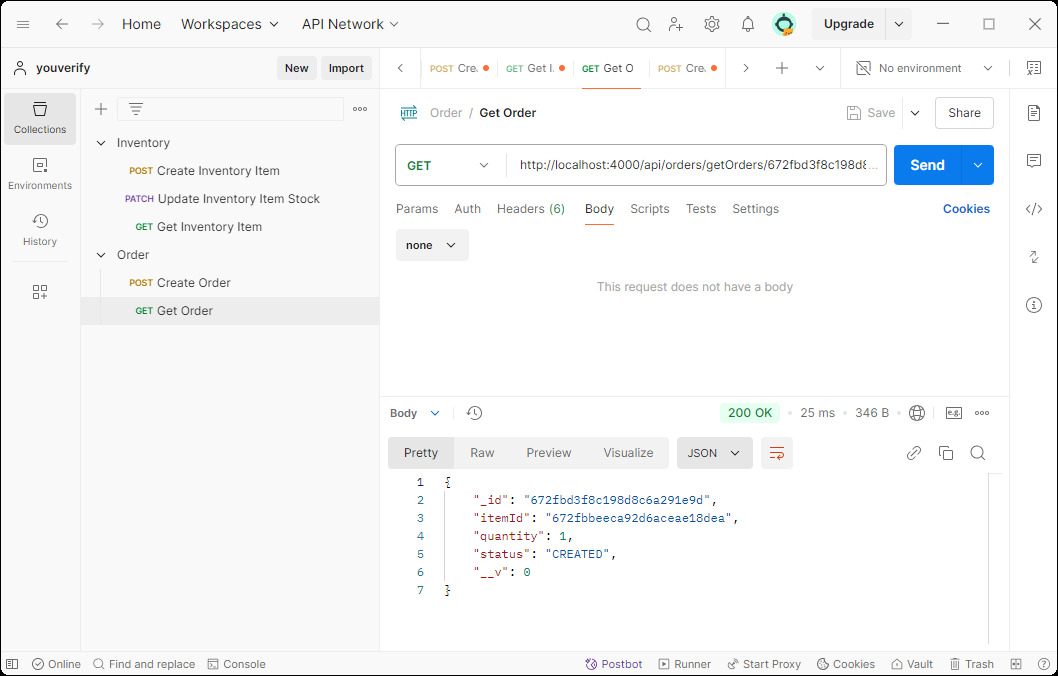 Home Workspaces API Network Upgrade
youverify New Import
POST Cre. GET Get I. GET Get O POST Cre. No environment
Collections
Environments
History
Inventory
POST Create Inventory Item
PATCH Update Inventory Item Stock
GET Get Inventory Item
Order
POST Create Order
GET Get Order
HTTP Order / Get Order Save Share
GET http://localhost:4000/api/orders/getOrders/672fbd3f8c198d8... Send
Params Auth Headers (6) Body Scripts Tests Settings Cookies
none
This request does not have a body
Body 200 OK • 25 ms • 346 B • e.g.
Pretty Raw Preview Visualize JSON
1 {
2 "_id": "672fbd3f8c198d8c6a291e9d",
3 "itemId": "672fbbeeca92d6aceae18dea",
4 "quantity": 1,
5 "status": "CREATED",
6 "__v": 0
7 }
Online Find and replace Console Postbot Runner Start Proxy Cookies Vault Trash